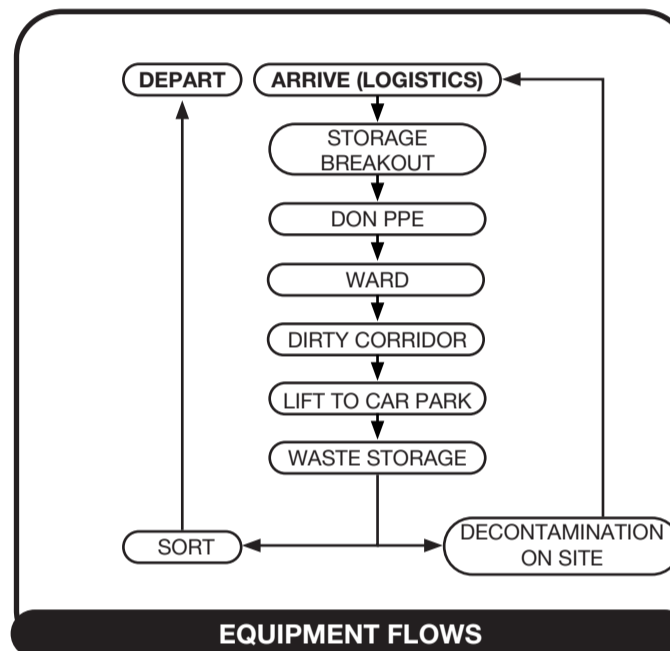 DEPART
ARRIVE (LOGISTICS)
STORAGE
BREAKOUT
DON PPE
WARD
DIRTY CORRIDOR
LIFT TO CAR PARK
WASTE STORAGE
SORT
DECONTAMINATION
ON SITE
EQUIPMENT FLOWS